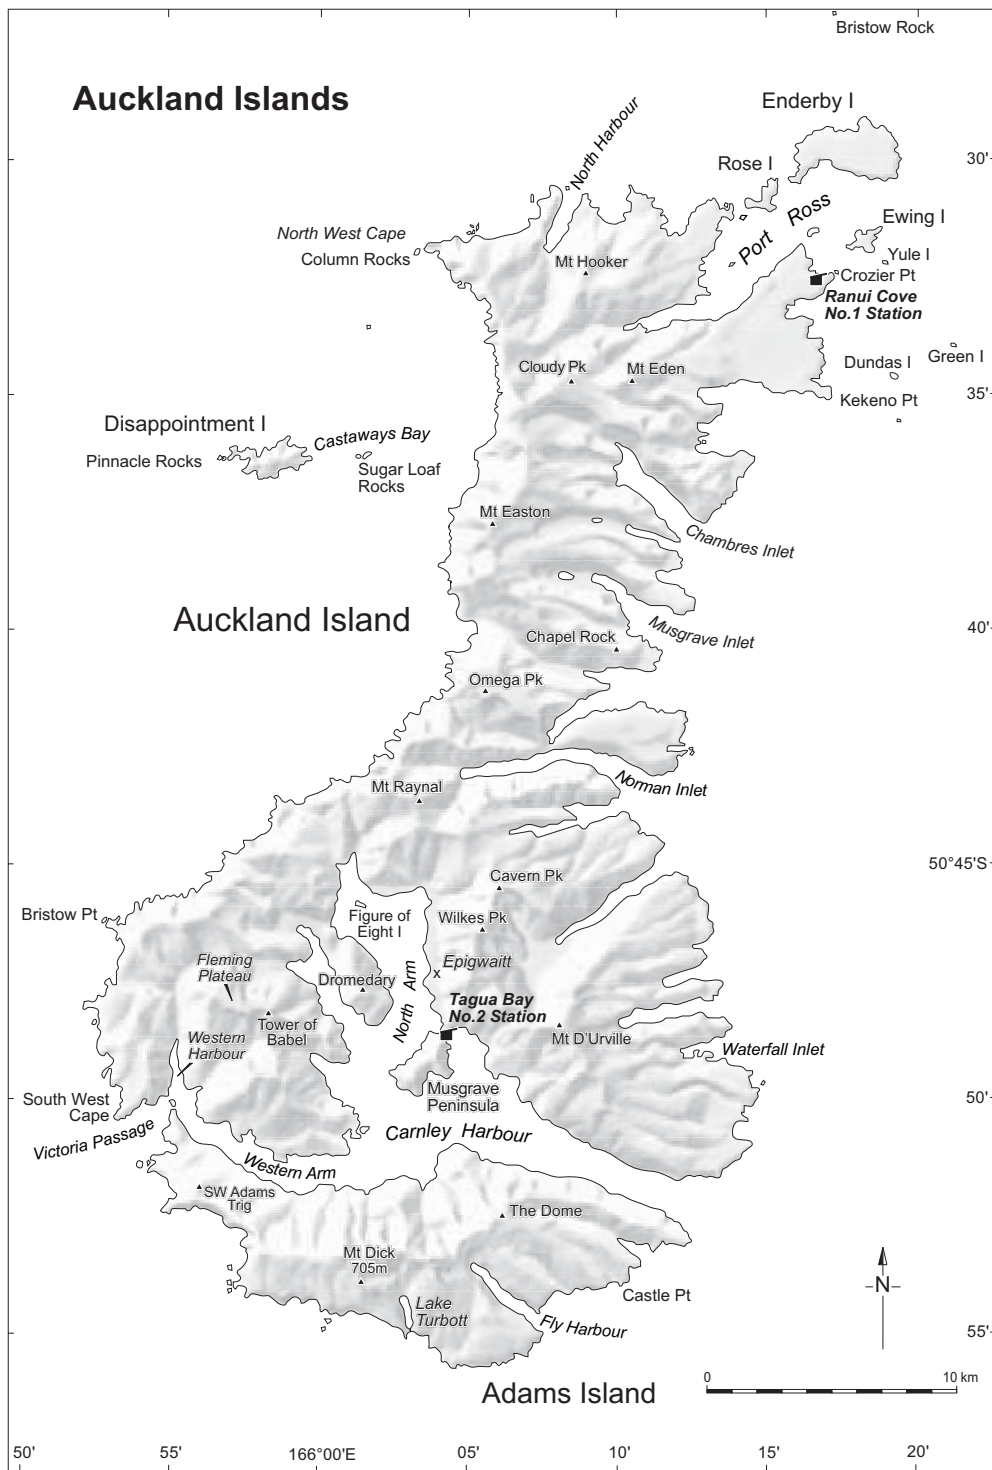 Bristow Rock
Auckland Islands
Enderby I
North Harbour
30'
Rose I
Port Ross
Ewing I
North West Cape
Column Rocks
Yule I
Mt Hooker
Crozier Pt
Ranui Cove
No.1 Station
Cloudy Pk
Mt Eden
Dundas I
Green I
35'
Kekeno Pt
Disappointment I
Castaways Bay
Pinnacle Rocks
Sugar Loaf
Rocks
Mt Easton
Chambres Inlet
Auckland Island
40'
Musgrave Inlet
Chapel Rock
Omega Pk
Norman Inlet
Mt Raynal
50°45'S
Cavern Pk
Bristow Pt
Figure of
Eight I
Wilkes Pk
Fleming
Plateau
Epigwaitt
Dromedary
North Arm
Tagua Bay
No.2 Station
Tower of
Babel
Western
Harbour
Mt D'Urville
Waterfall Inlet
South West
Cape
Musgrave
Peninsula
50'
Victoria Passage
Carnley Harbour
Western Arm
SW Adams
Trig
The Dome
Mt Dick
705m
Castle Pt
N
Lake
Turbott
Fly Harbour
55'
0
10 km
Adams Island
50'
55'
166°00'E
05'
10'
15'
20'